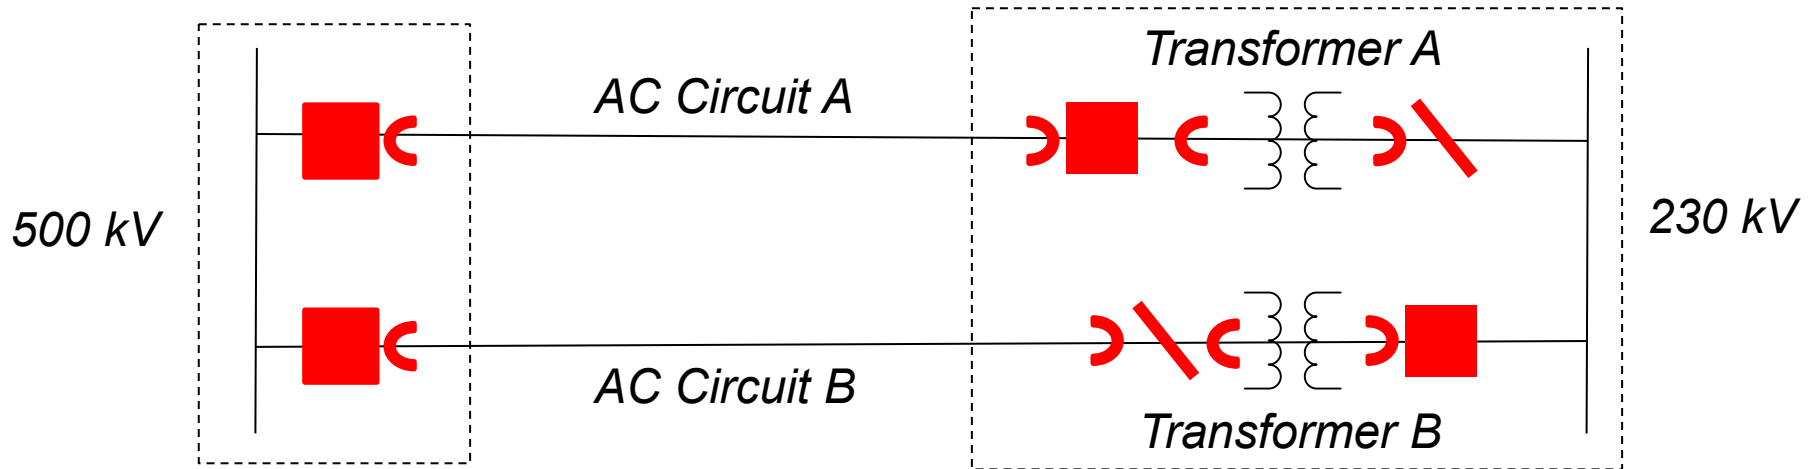 Transformer A
AC Circuit A
500 kV
230 kV
AC Circuit B
Transformer B